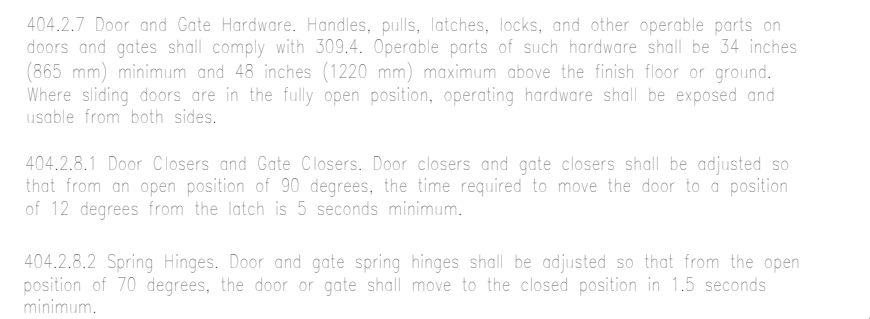 404.2.7 Door and Gate Hardware. Handles, pulls, latches, locks, and other operable parts on
doors and gates shall comply with 309.4. Operable parts of such hardware shall be 34 inches
(865 mm) minimum and 48 inches (1220 mm) maximum above the finish floor or ground.
Where sliding doors are in the fully open position, operating hardware shall be exposed and
usable from both sides.
404.2.8.1 Door Closers and Gate Closers. Door closers and gate closers shall be adjusted so
that from an open position of 90 degrees, the time required to move the door to a position
of 12 degrees from the latch is 5 seconds minimum.
404.2.8.2 Spring Hinges. Door and gate spring hinges shall be adjusted so that from the open
position of 70 degrees, the door or gate shall move to the closed position in 1.5 seconds
minimum.